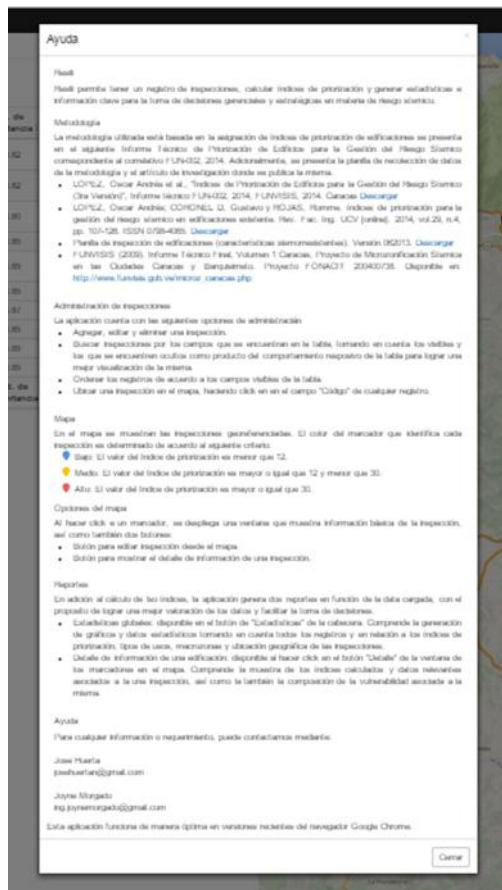 Ayuda
×
Reseii
Reseii permite tener un registro de inspecciones, calcular índices de priorización y generar estadísticas e
información clave para la toma de decisiones gerenciales y estratégicas en materia de riesgo sísmico.
Metodología
La metodología utilizada está basada en la asignación de índices de priorización de edificaciones se presenta
en el siguiente Informe Técnico de Priorización de Edificios para la Gestión del Riesgo Sísmico
correspondiente al correlativo FUN-002, 2014. Adicionalmente, se presenta la planilla de recolección de datos
de la metodología y el artículo de investigación donde se publica la misma.
• LÓPEZ, Oscar Andrés et al., "Índices de Priorización de Edificios para la Gestión del Riesgo Sísmico
(1ra Versión)", Informe técnico FUN-002, 2014, FUNVISIS, 2014. Caracas Descargar
• LOPEZ, Oscar Andrés; CORONEL D, Gustavo y ROJAS, Romme. Índices de priorización para la
gestión del riesgo sísmico en edificaciones existente. Rev. Fac. Ing. UCV [online]. 2014, vol.29, n.4,
pp. 107-126. ISSN 0798-4065. Descargar
• Planilla de inspección de edificaciones (características sismorresistentes). Versión 062013. Descargar
• FUNVISIS (2009). Informe Técnico Final, Volumen 1 Caracas, Proyecto de Microzonificación Sísmica
en las Ciudades Caracas y Barquisimeto. Proyecto FONACIT 200400738. Disponible en:
http://www.funvisis.gob.ve/microz_caracas.php
Administración de inspecciones
La aplicación cuenta con las siguientes opciones de administración
• Agregar, editar y eliminar una inspección.
• Buscar inspecciones por los campos que se encuentran en la tabla, tomando en cuenta los visibles y
los que se encuentren ocultos como producto del comportamiento resposivo de la tabla para lograr una
mejor visualización de la misma.
• Ordenar los registros de acuerdo a los campos visibles de la tabla.
• Ubicar una inspección en el mapa, haciendo click en en el campo "Código" de cualquier registro.
Mapa
En el mapa se muestran las inspecciones georeferenciadas. El color del marcador que identifica cada
inspección es determinado de acuerdo al siguiente criterio:
Bajo: El valor del índice de priorización es menor que 12.
Medio: El valor del índice de priorización es mayor o igual que 12 y menor que 30.
Alto: El valor del índice de priorización es mayor o igual que 30.
Opciones del mapa
Al hacer click a un marcador, se despliega una ventana que muestra información básica de la inspección,
así como también dos botones:
• Botón para editar inspección desde el mapa.
• Botón para mostrar el detalle de información de una inspección.
Reportes
En adición al cálculo de lso índices, la aplicación genera dos reportes en función de la data cargada, con el
proposito de lograr una mejor valoración de los datos y facilitar la toma de decisiones.
• Estadísticas globales: disponible en el botón de "Estadísticas" de la cabecera. Comprende la generación
de gráficos y datos estadísticos tomando en cuenta todos los registros y en relación a los índices de
priorización, tipos de usos, macrozonas y ubicación geográfica de las inspecciones.
• Detalle de información de una edificación, disponible al hacer click en el botón "Detalle" de la ventana de
los marcadores en el mapa. Comprende la muestra de los índices calculados y datos relevantes
asociados a la una inspección, así como la también la composición de la vulnerabilidad asociada a la
misma.
Ayuda
Para cualquier información o requerimiento, puede contactarnos mediante:
Jose Huerta
josehuertan@gmail.com
Joyne Morgado
ing.joynemorgado@gmail.com
Esta aplicación funciona de manera óptima en versiones recientes del navegador Google Chrome.
Cerrar